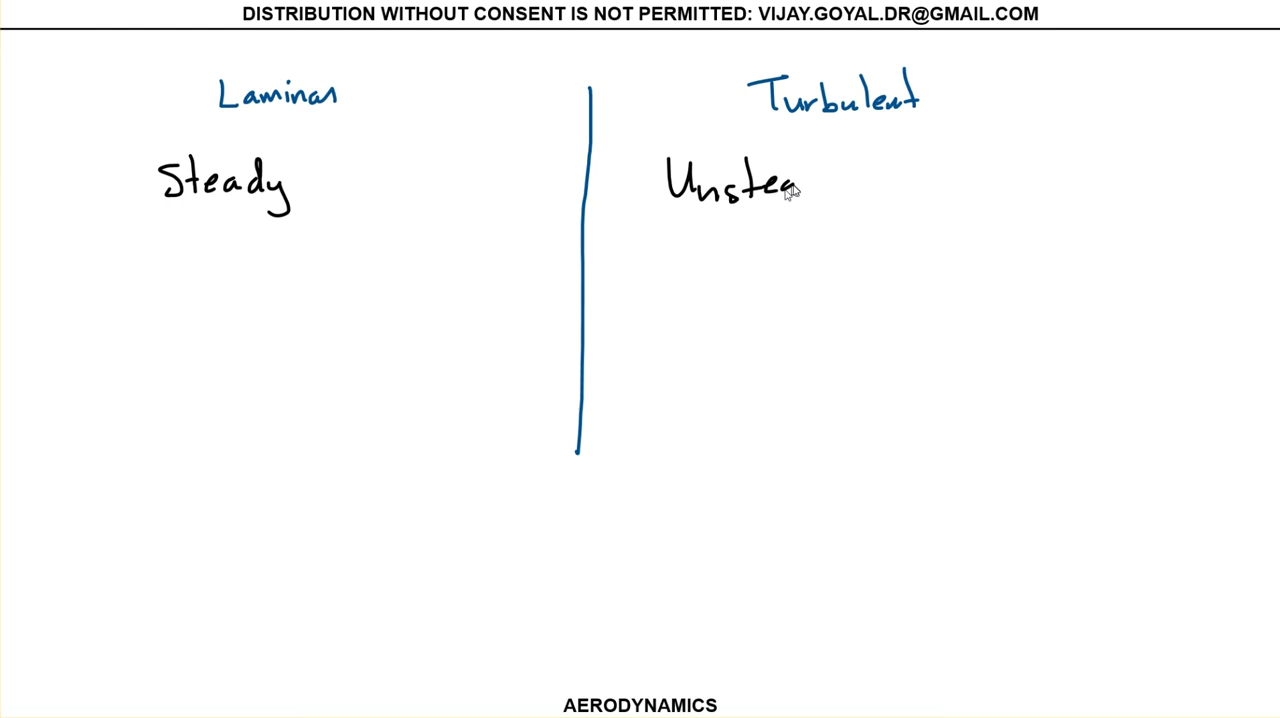 DISTRIBUTION WITHOUT CONSENT IS NOT PERMITTED: VIJAY.GOYAL.DR@GMAIL.COM
Laminar Turbulent
Steady Unstea
AERODYNAMICS